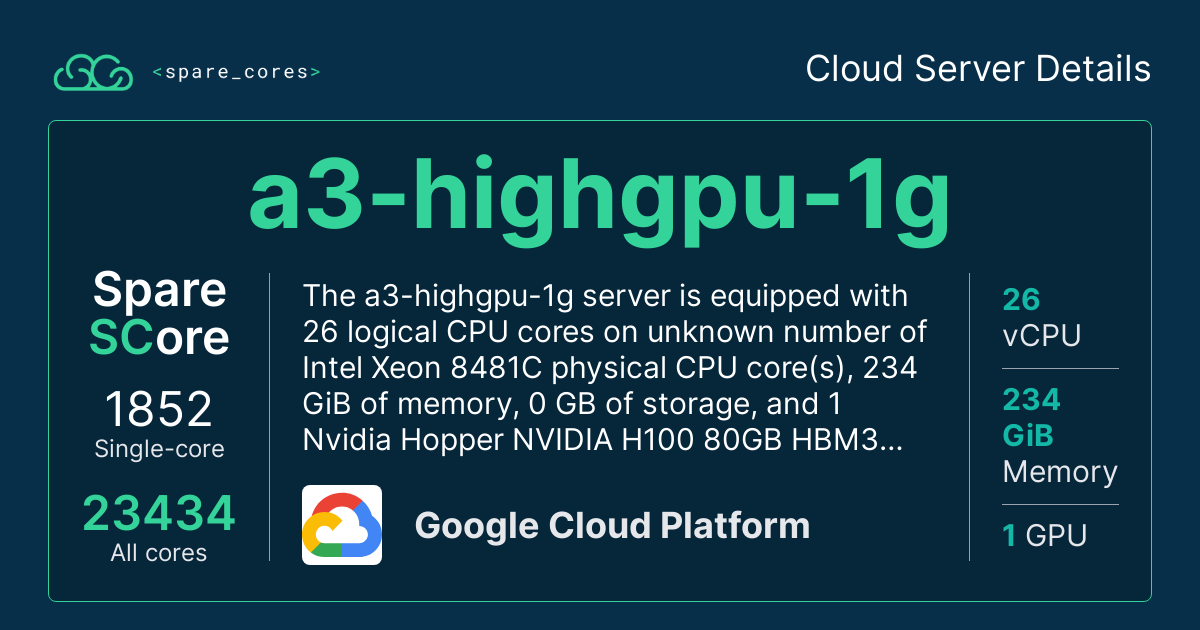 <spare_cores>
Cloud Server Details
a3-highgpu-1g
Spare
SCore
1852
Single-core
23434
All cores
The a3-highgpu-1g server is equipped with
26 logical CPU cores on unknown number of
Intel Xeon 8481C physical CPU core(s), 234
GiB of memory, 0 GB of storage, and 1
Nvidia Hopper NVIDIA H100 80GB HBM3...
Google Cloud Platform
26
vCPU
234
GiB
Memory
1 GPU